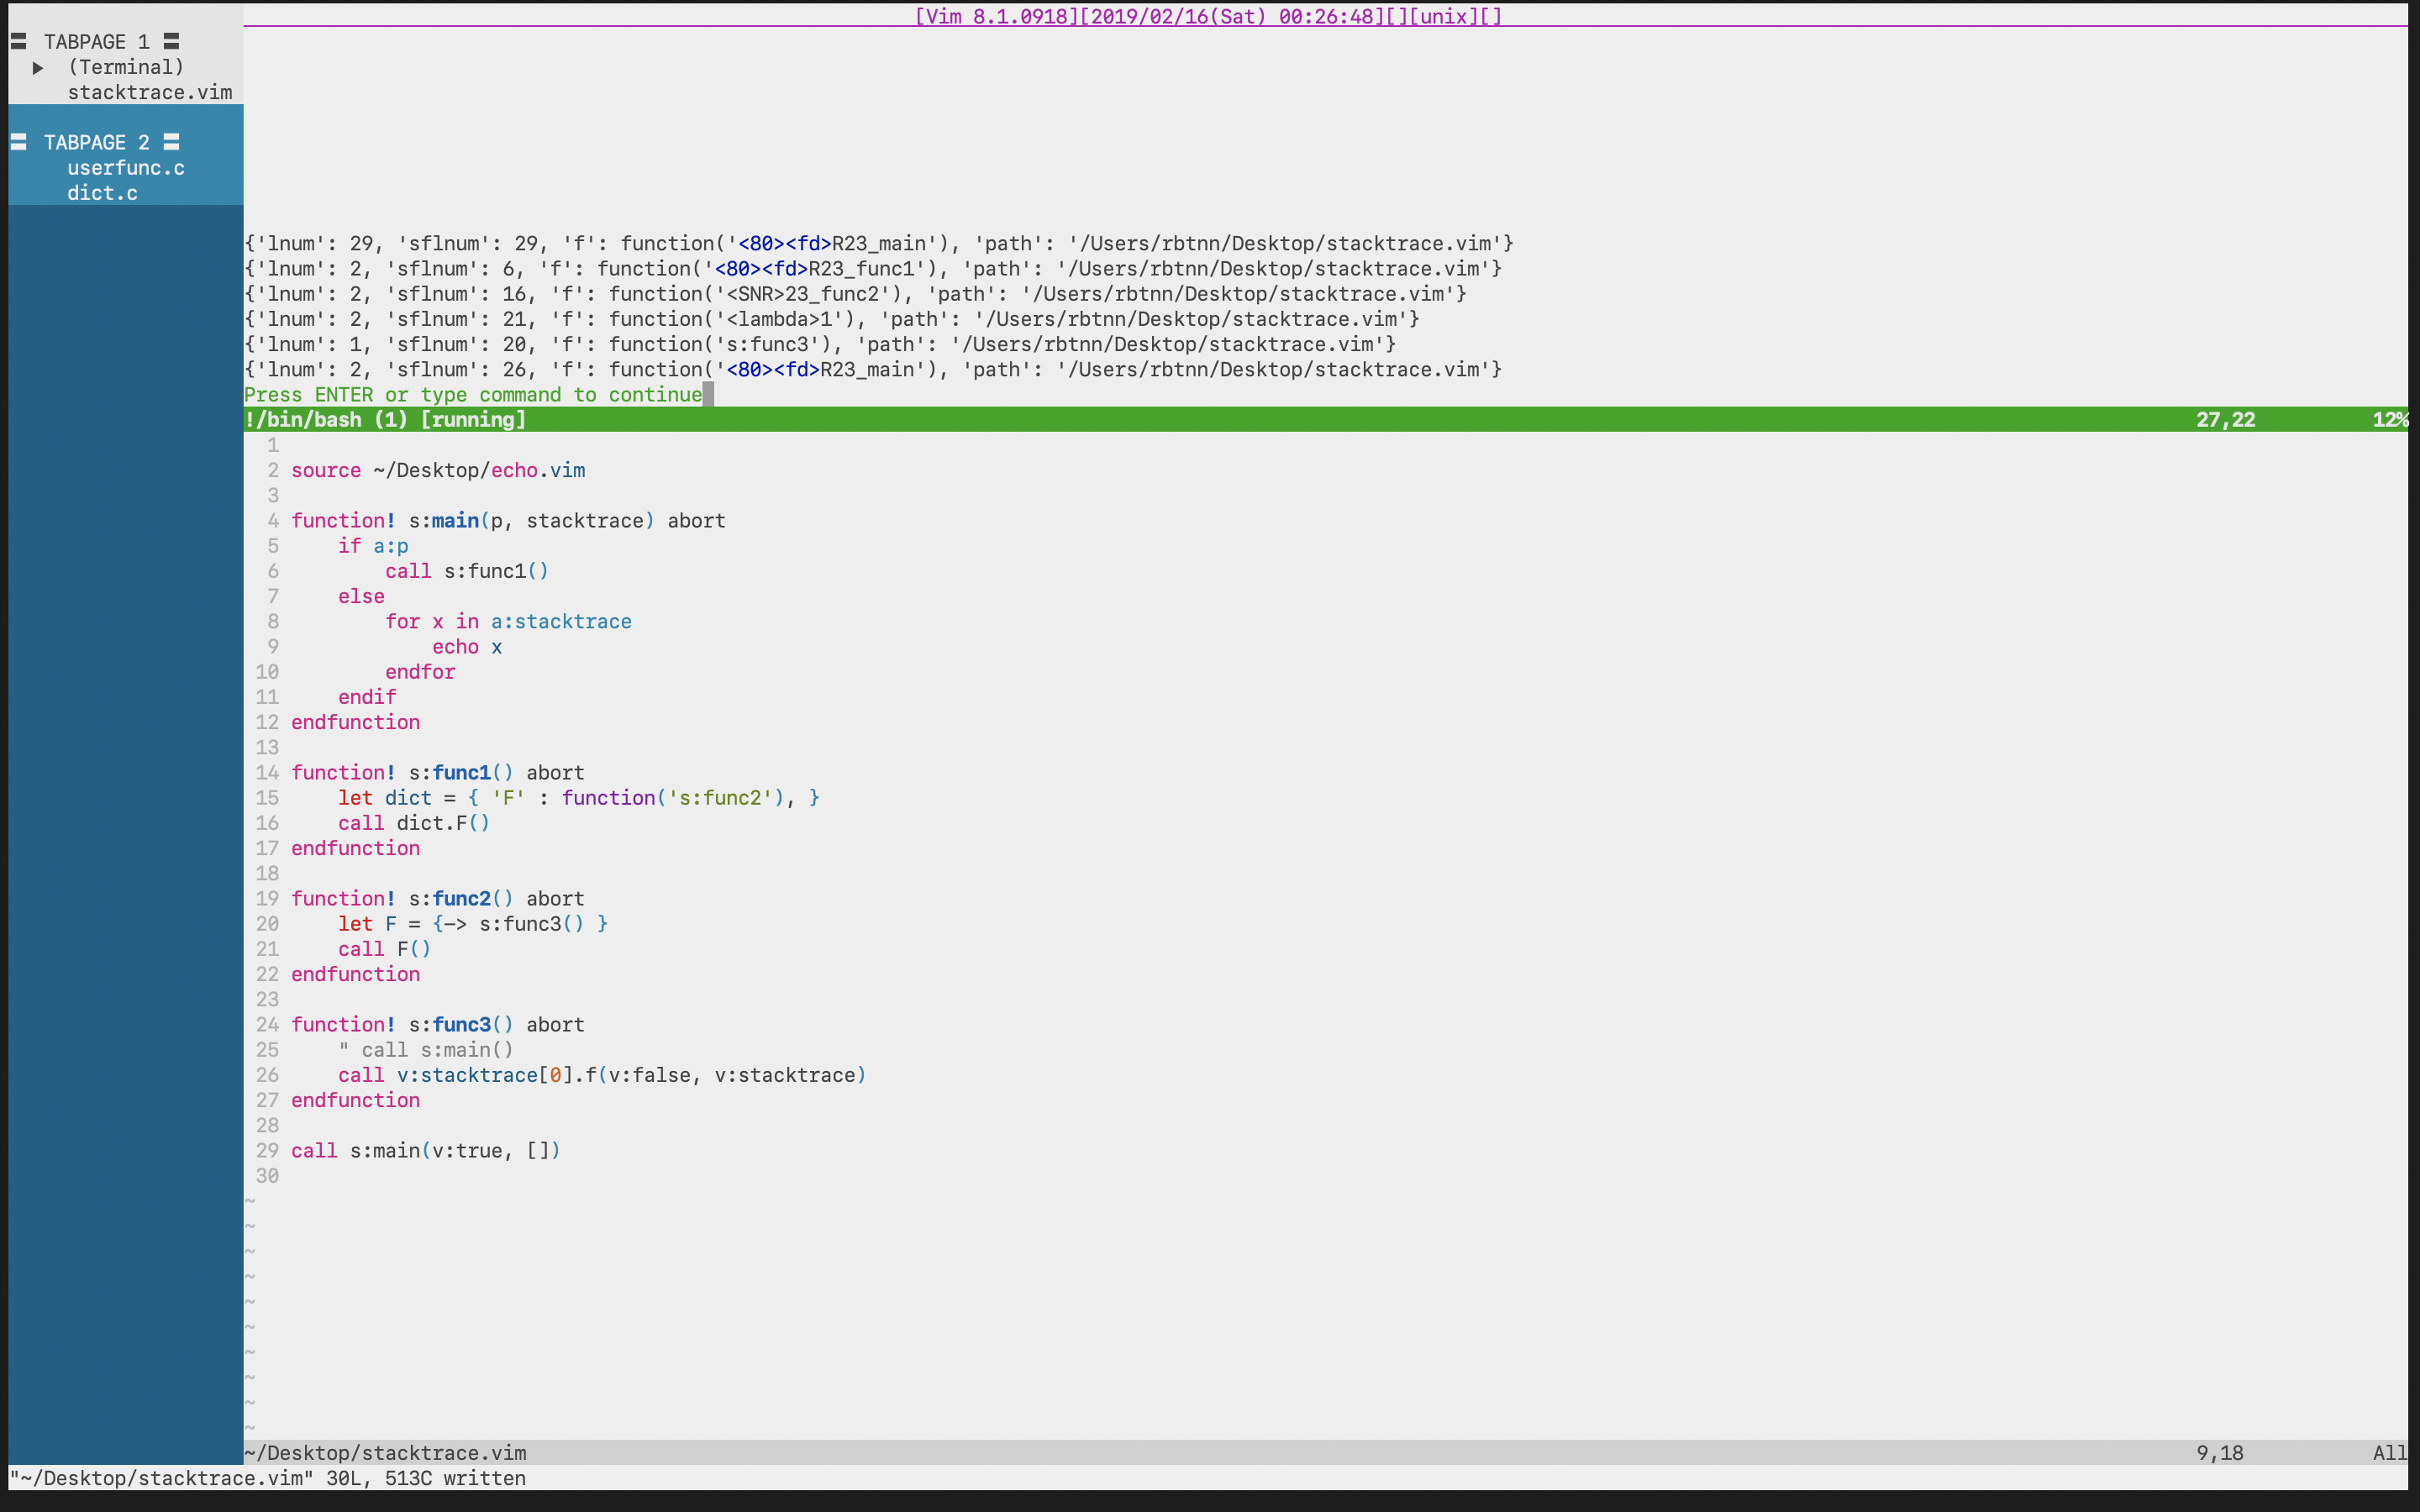 [Vim 8.1.0918][2019/02/16(Sat) 00:26:48][][unix][]
= TABPAGE 1 =
▶ (Terminal)
stacktrace.vim
= TABPAGE 2 =
userfunc.c
dict.c
{'lnum': 29, 'sflnum': 29, 'f': function('<80><fd>R23_main'), 'path': '/Users/rbtnn/Desktop/stacktrace.vim'}
{'lnum': 2, 'sflnum': 6, 'f': function('<80><fd>R23_func1'), 'path': '/Users/rbtnn/Desktop/stacktrace.vim'}
{'lnum': 2, 'sflnum': 16, 'f': function('<SNR>23_func2'), 'path': '/Users/rbtnn/Desktop/stacktrace.vim'}
{'lnum': 2, 'sflnum': 21, 'f': function('<lambda>1'), 'path': '/Users/rbtnn/Desktop/stacktrace.vim'}
{'lnum': 1, 'sflnum': 20, 'f': function('s:func3'), 'path': '/Users/rbtnn/Desktop/stacktrace.vim'}
{'lnum': 2, 'sflnum': 26, 'f': function('<80><fd>R23_main'), 'path': '/Users/rbtnn/Desktop/stacktrace.vim'}
Press ENTER or type command to continue
!/bin/bash (1) [running] 27,22 12%
1
2 source ~/Desktop/echo.vim
3
4 function! s:main(p, stacktrace) abort
5     if a:p
6         call s:func1()
7     else
8         for x in a:stacktrace
9             echo x
10         endfor
11     endif
12 endfunction
13
14 function! s:func1() abort
15     let dict = { 'F' : function('s:func2'), }
16     call dict.F()
17 endfunction
18
19 function! s:func2() abort
20     let F = {-> s:func3() }
21     call F()
22 endfunction
23
24 function! s:func3() abort
25     " call s:main()
26     call v:stacktrace[0].f(v:false, v:stacktrace)
27 endfunction
28
29 call s:main(v:true, [])
30
~
~
~
~
~
~
~
~
~
~
~/Desktop/stacktrace.vim 9,18 All
"~/Desktop/stacktrace.vim" 30L, 513C written